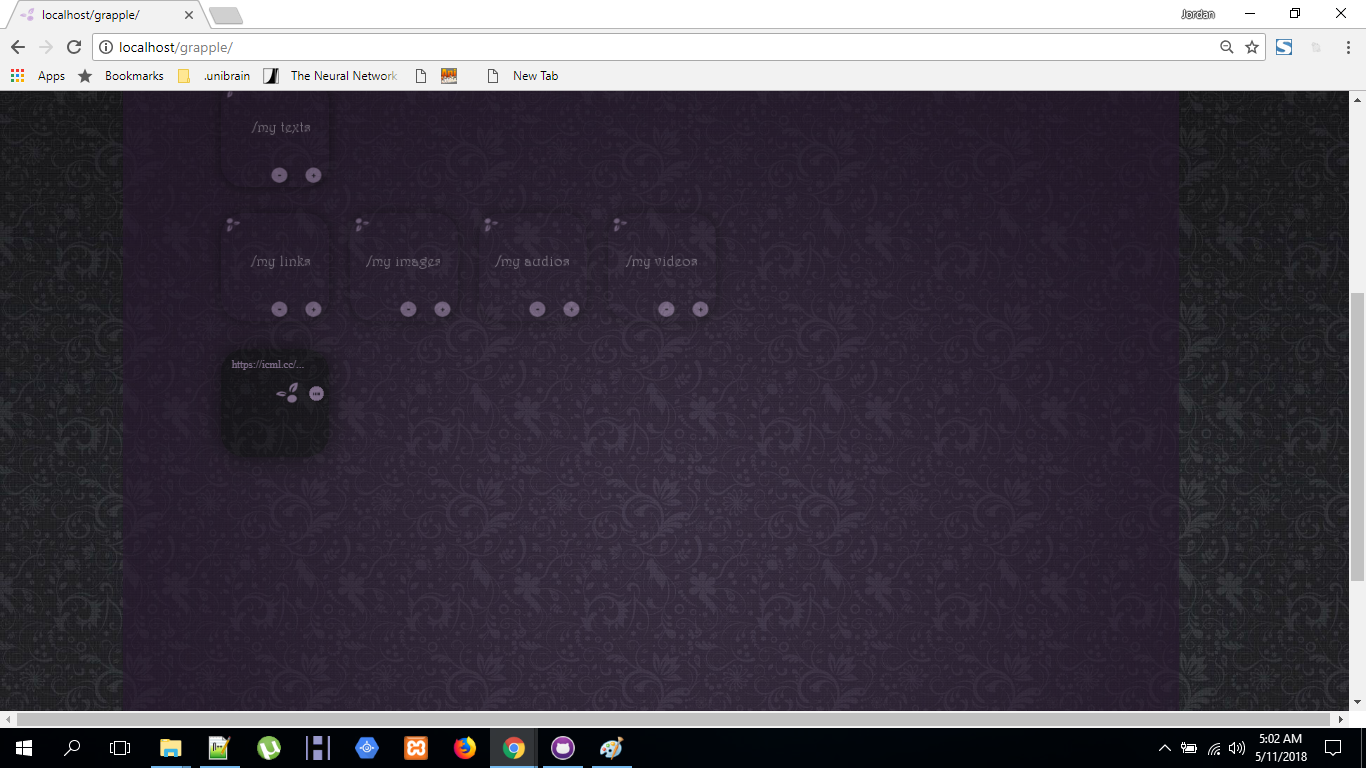 localhost/grapple/
Jordan
localhost/grapple/
Apps
Bookmarks
.unibrain
The Neural Network
New Tab
/my texts
- +
/my links
/my images
/my audios
/my videos
- + - + - + - +
https://icml.cc/...
5:02 AM
5/11/2018